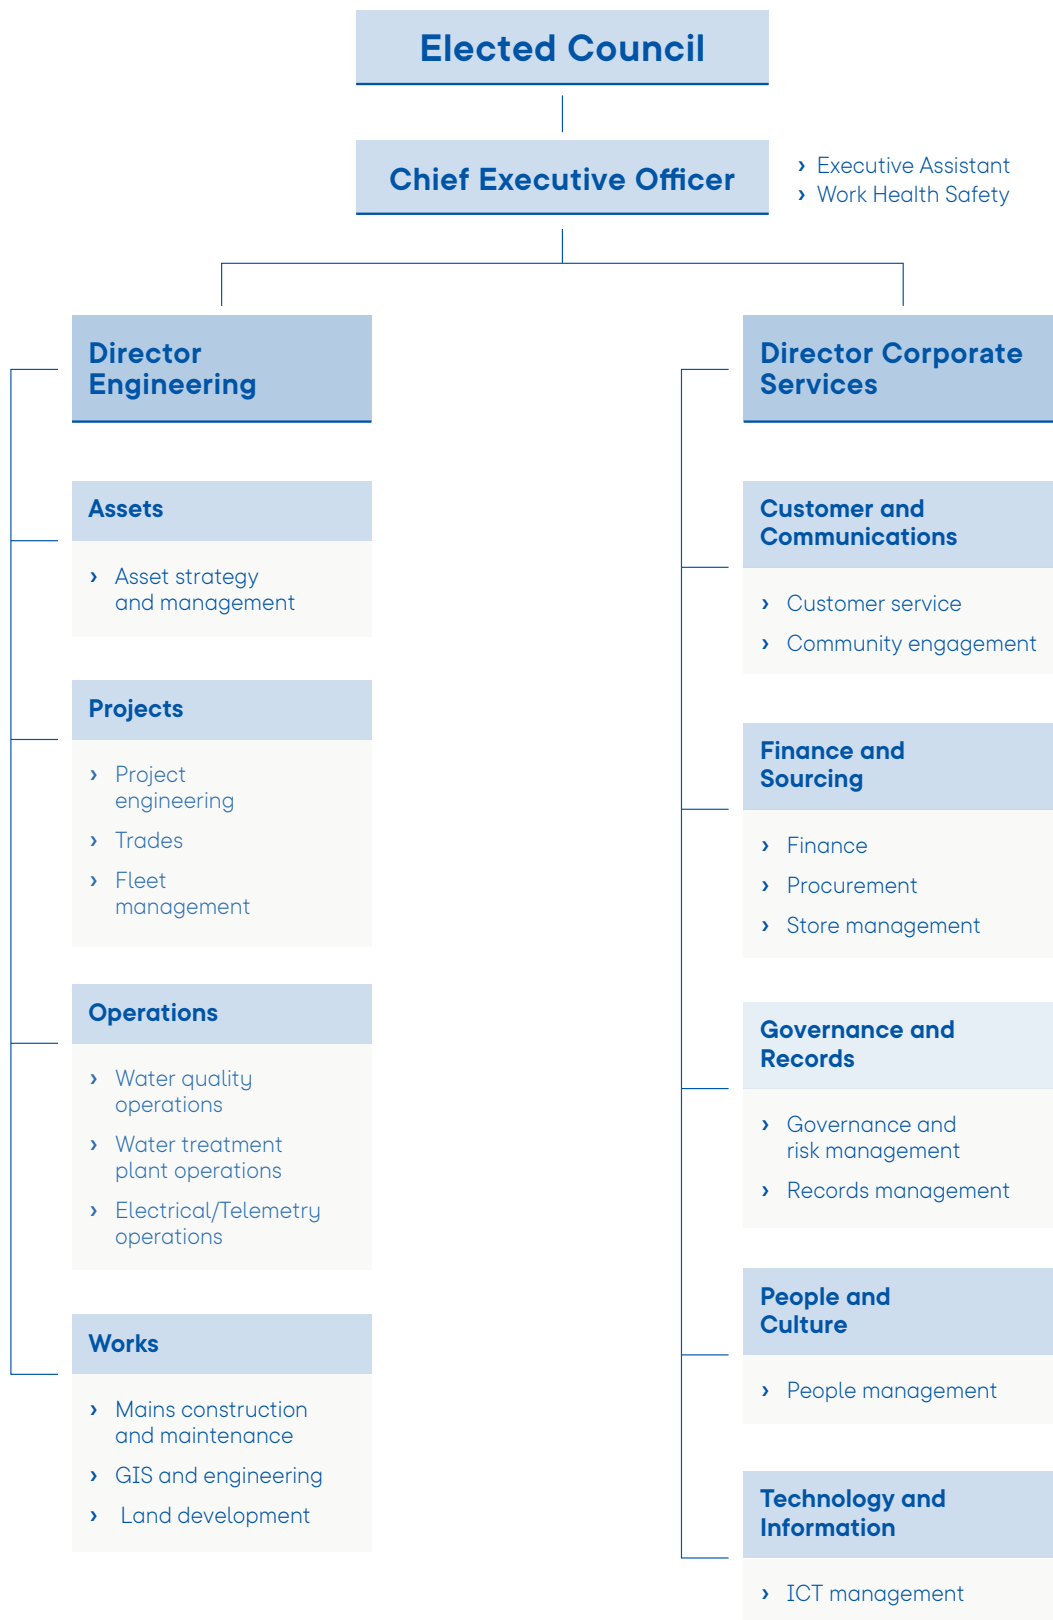 Elected Council
Chief Executive Officer
› Executive Assistant
› Work Health Safety
Director
Engineering
Assets
› Asset strategy
and management
Projects
› Project
engineering
› Trades
› Fleet
management
Operations
› Water quality
operations
› Water treatment
plant operations
› Electrical/Telemetry
operations
Works
› Mains construction
and maintenance
› GIS and engineering
› Land development
Director Corporate
Services
Customer and
Communications
› Customer service
› Community engagement
Finance and
Sourcing
› Finance
› Procurement
› Store management
Governance and
Records
› Governance and
risk management
› Records management
People and
Culture
› People management
Technology and
Information
› ICT management